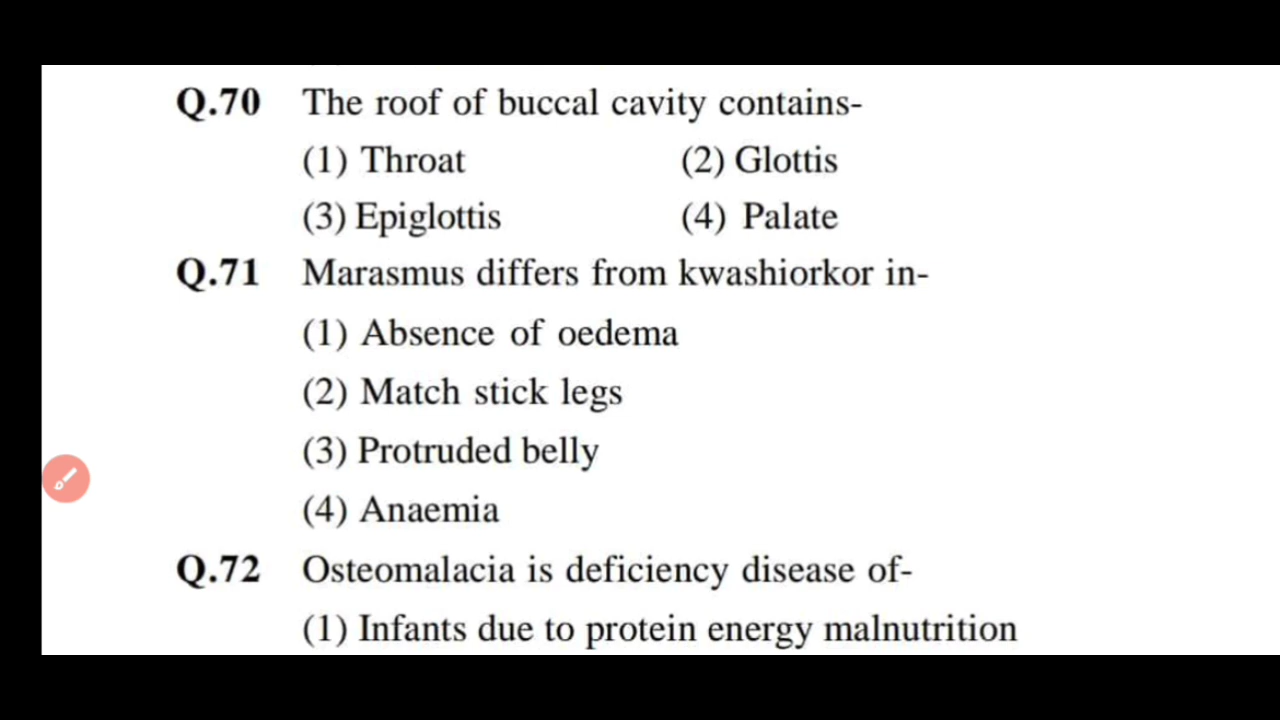 Q.70 The roof of buccal cavity contains-
(1) Throat (2) Glottis
(3) Epiglottis (4) Palate
Q.71 Marasmus differs from kwashiorkor in-
(1) Absence of oedema
(2) Match stick legs
(3) Protruded belly
(4) Anaemia
Q.72 Osteomalacia is deficiency disease of-
(1) Infants due to protein energy malnutrition